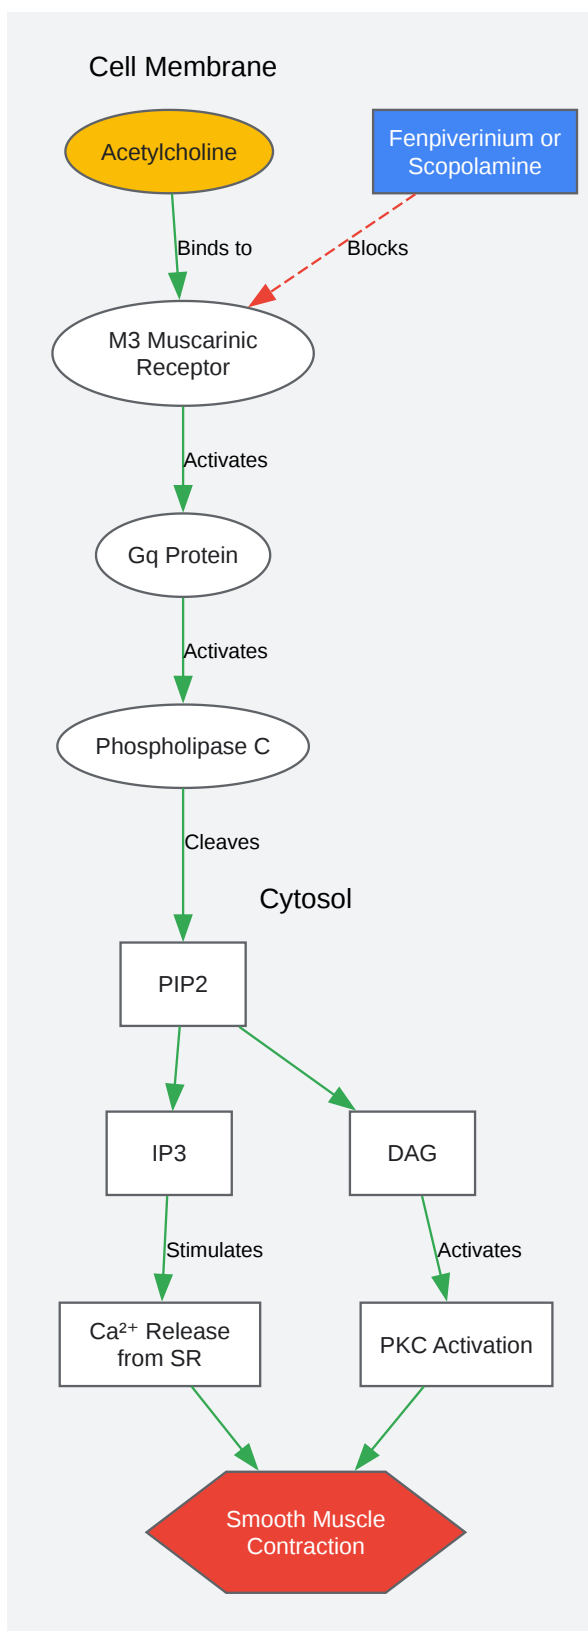 Cell Membrane
Acetylcholine
Fenpiverinium or
Scopolamine
Binds to
Blocks
M3 Muscarinic
Receptor
Activates
Gq Protein
Activates
Phospholipase C
Cleaves
Cytosol
PIP2
IP3
DAG
Stimulates
Activates
Ca²⁺ Release
from SR
PKC Activation
Smooth Muscle
Contraction